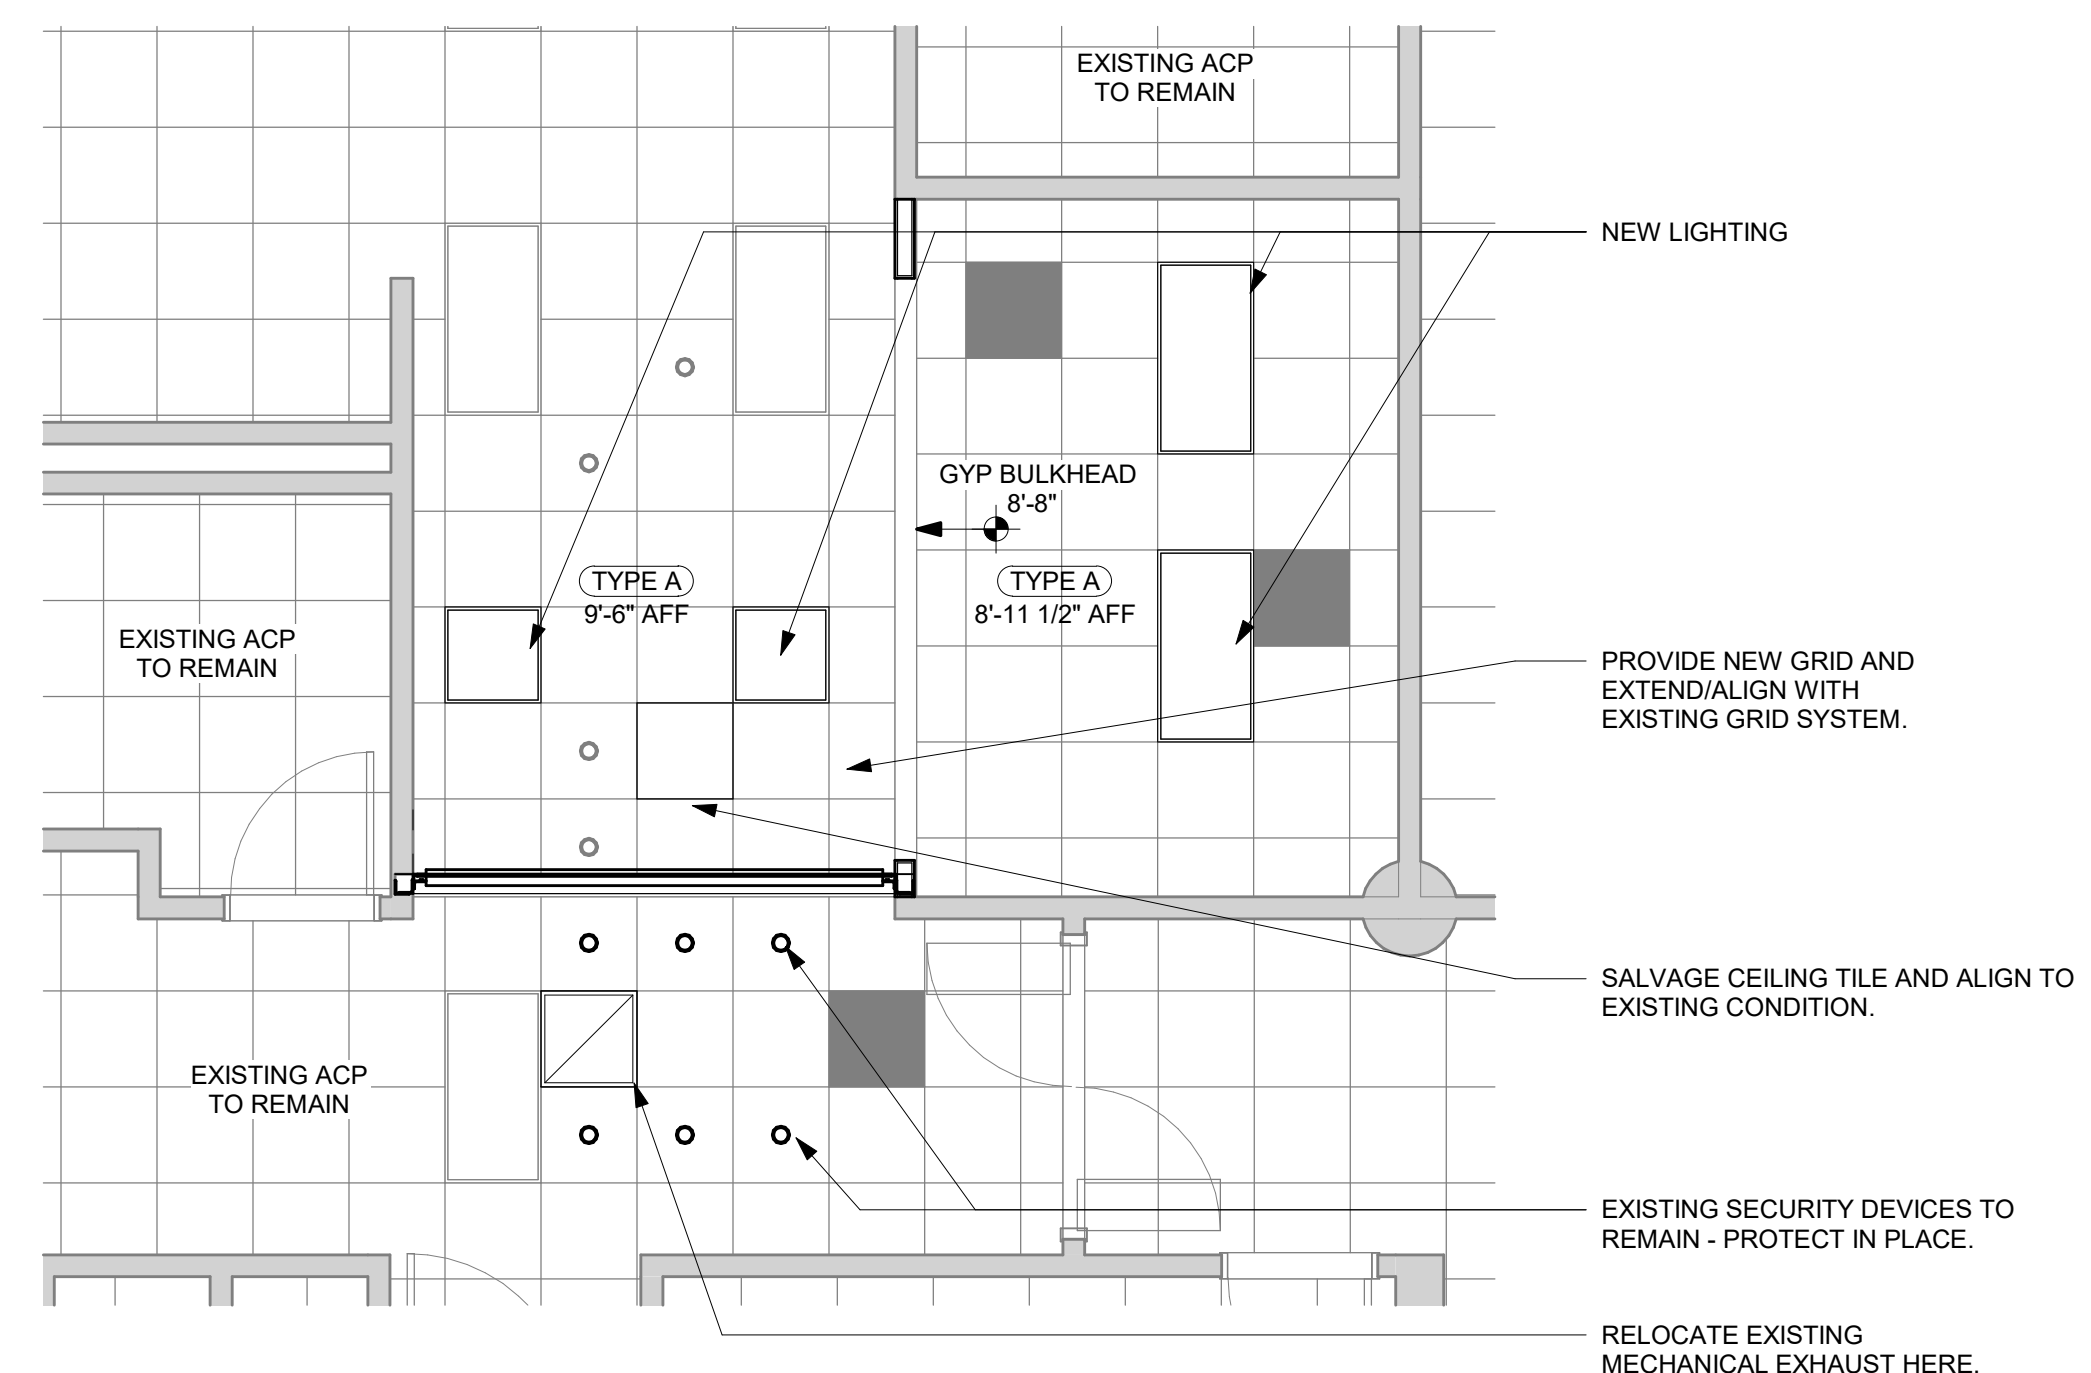 EXISTING ACP
TO REMAIN
NEW LIGHTING
GYP BULKHEAD
8'-8"
TYPE A
9'-6" AFF
TYPE A
8'-11 1/2" AFF
EXISTING ACP
TO REMAIN
PROVIDE NEW GRID AND
EXTEND/ALIGN WITH
EXISTING GRID SYSTEM.
SALVAGE CEILING TILE AND ALIGN TO
EXISTING CONDITION.
EXISTING ACP
TO REMAIN
EXISTING SECURITY DEVICES TO
REMAIN - PROTECT IN PLACE.
RELOCATE EXISTING
MECHANICAL EXHAUST HERE.